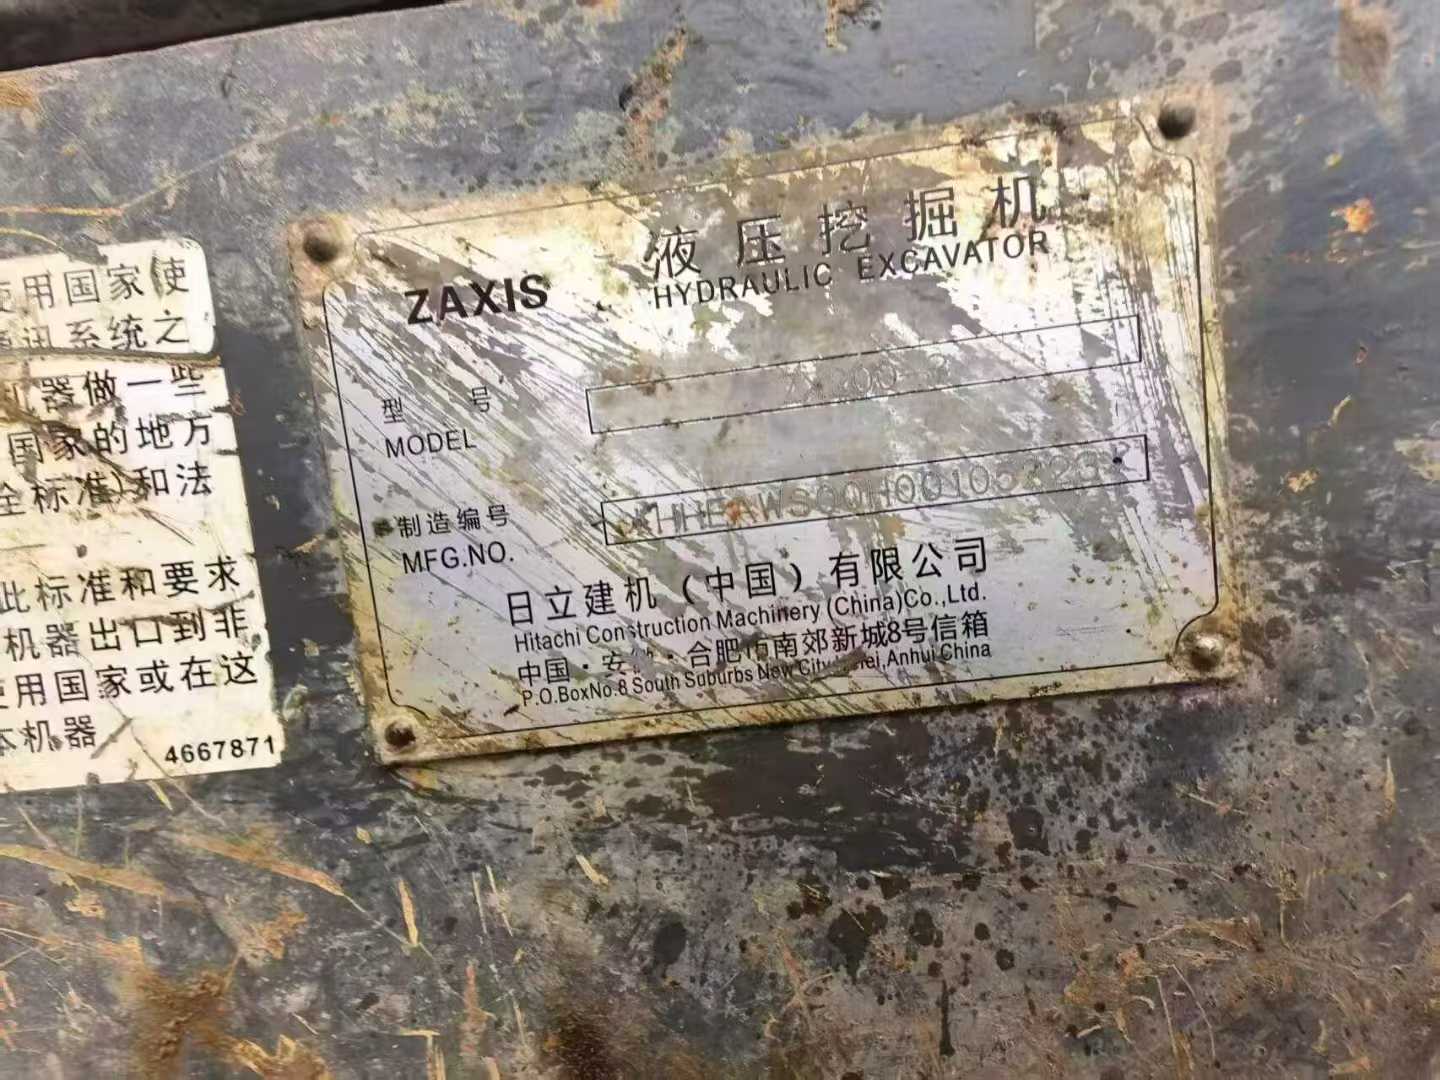 使用国家使
通讯系统之
机器做一些
国家的地方
全标准)和法
此标准和要求
机器出口到非
使用国家或在这
本机器
4667871
ZAXIS
液压挖掘机
HYDRAULIC EXCAVATOR
型 号
MODEL
制造编号
MFG.NO.
日立建机(中国)有限公司
Hitachi Construction Machinery (China)Co.,Ltd.
中国·安 ·合肥市南郊新城8号信箱
P.O.BoxNo.8 South Suburbs New City ,Anhui China